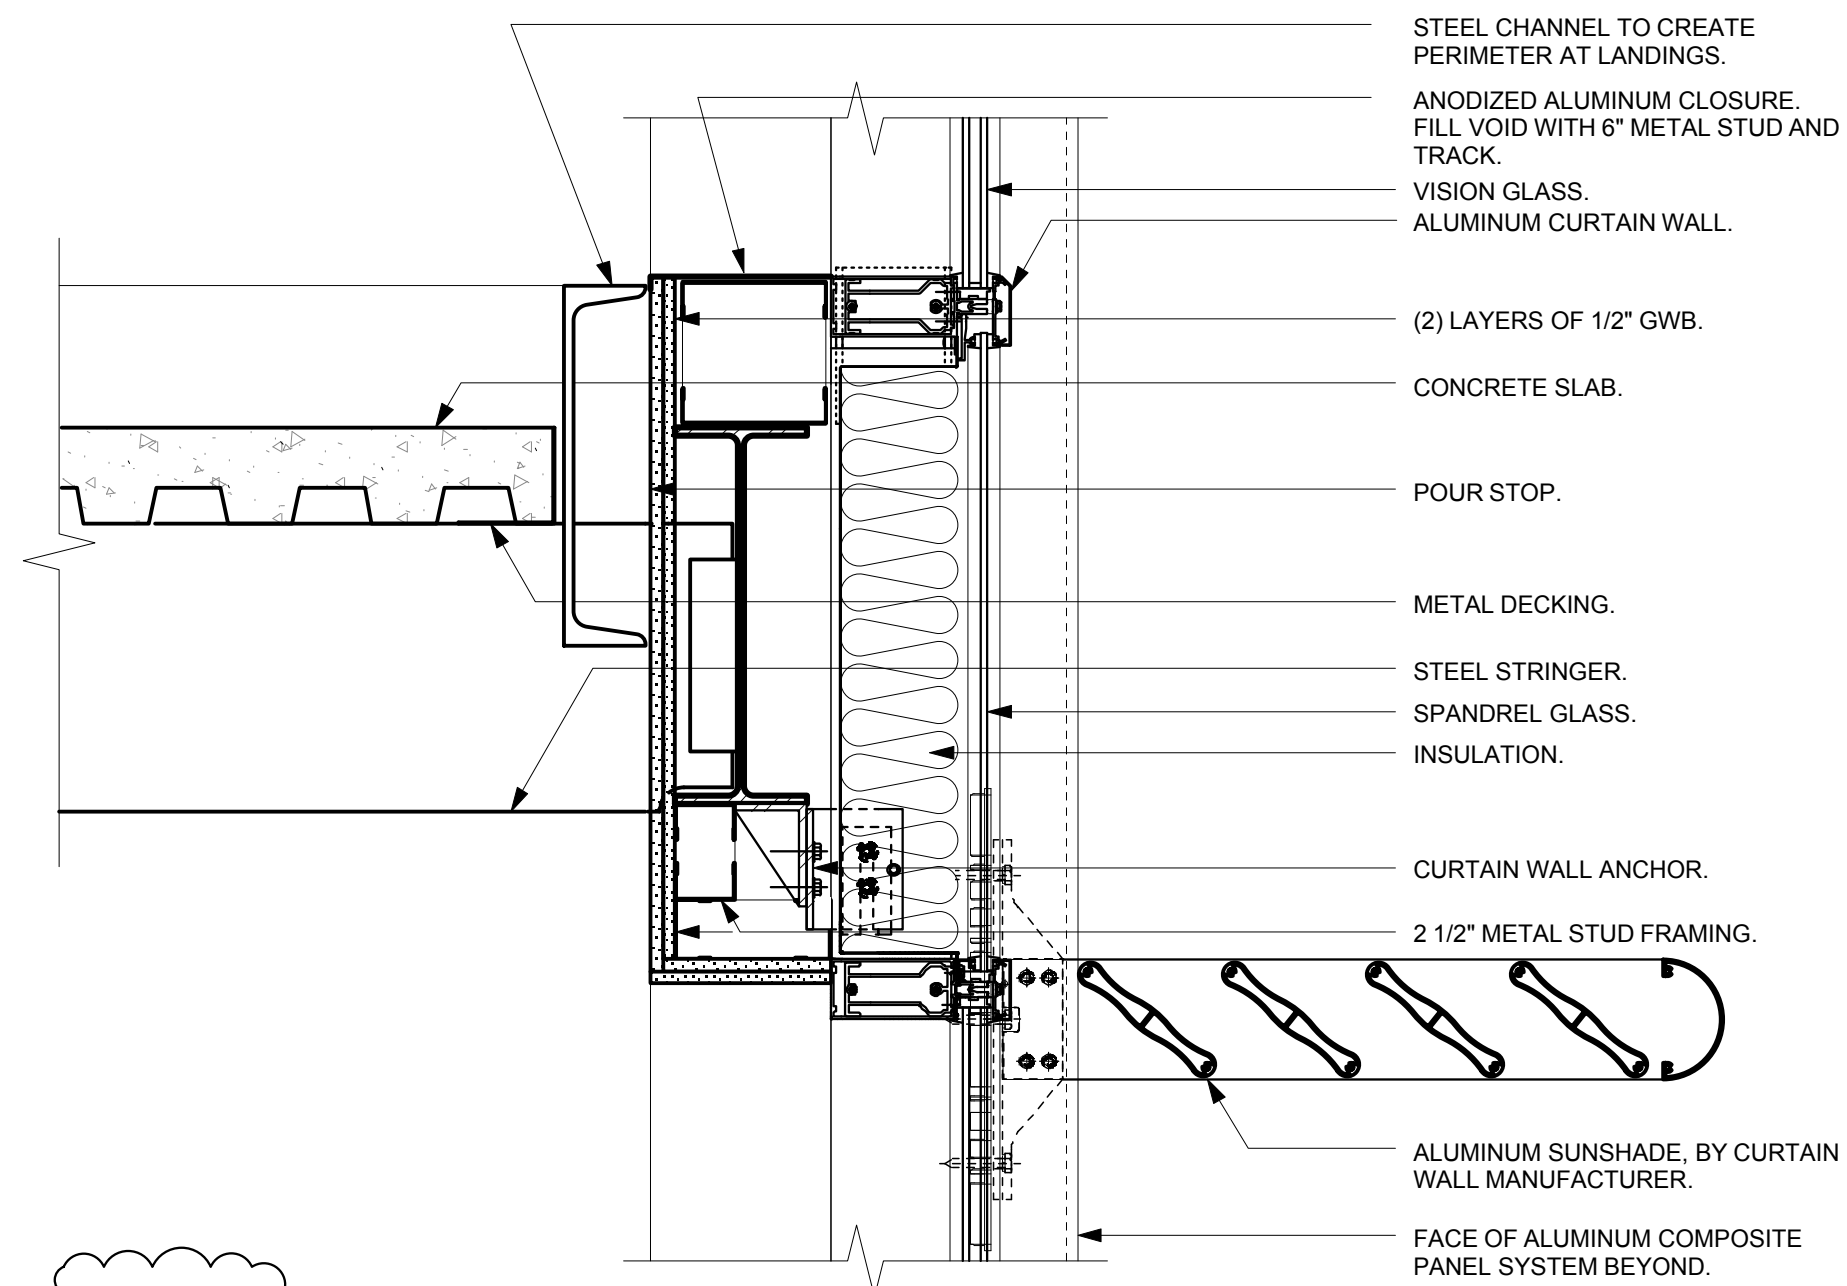 STEEL CHANNEL TO CREATE
PERIMETER AT LANDINGS.
ANODIZED ALUMINUM CLOSURE.
FILL VOID WITH 6" METAL STUD AND
TRACK.
VISION GLASS.
ALUMINUM CURTAIN WALL.
(2) LAYERS OF 1/2" GWB.
CONCRETE SLAB.
POUR STOP.
METAL DECKING.
STEEL STRINGER.
SPANDREL GLASS.
INSULATION.
CURTAIN WALL ANCHOR.
2 1/2" METAL STUD FRAMING.
ALUMINUM SUNSHADE, BY CURTAIN
WALL MANUFACTURER.
FACE OF ALUMINUM COMPOSITE
PANEL SYSTEM BEYOND.